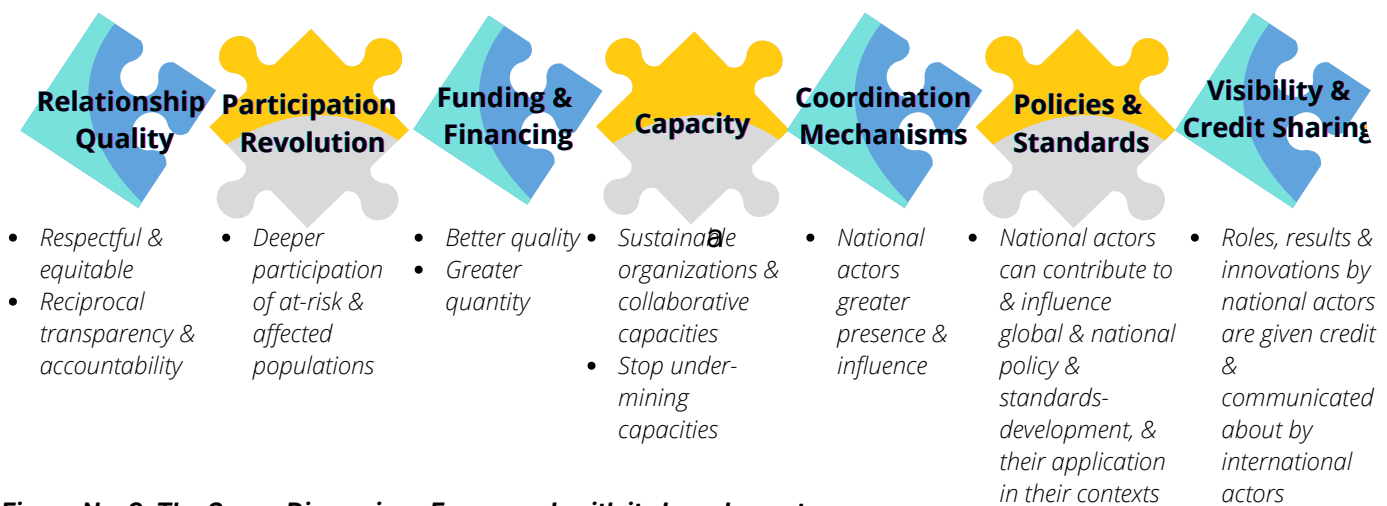 Relationship
Quality
Respectful &
equitable
Reciprocal
transparency &
accountability
Participation
Revolution
Deeper
participation
of at-risk &
affected
populations
Funding &
Financing
Better quality
Greater
quantity
Capacity
Sustainable
a
organizations &
collaborative
capacities
Stop under-
mining
capacities
Coordination
Mechanisms
National
actors
greater
presence &
influence
Policies &
Standards
National actors
can contribute to
& influence
global & national
policy &
standards-
development, &
their application
in their contexts
Visibility &
Credit Sharing
Roles, results &
innovations by
national actors
are given credit
&
communicated
about by
international
actors